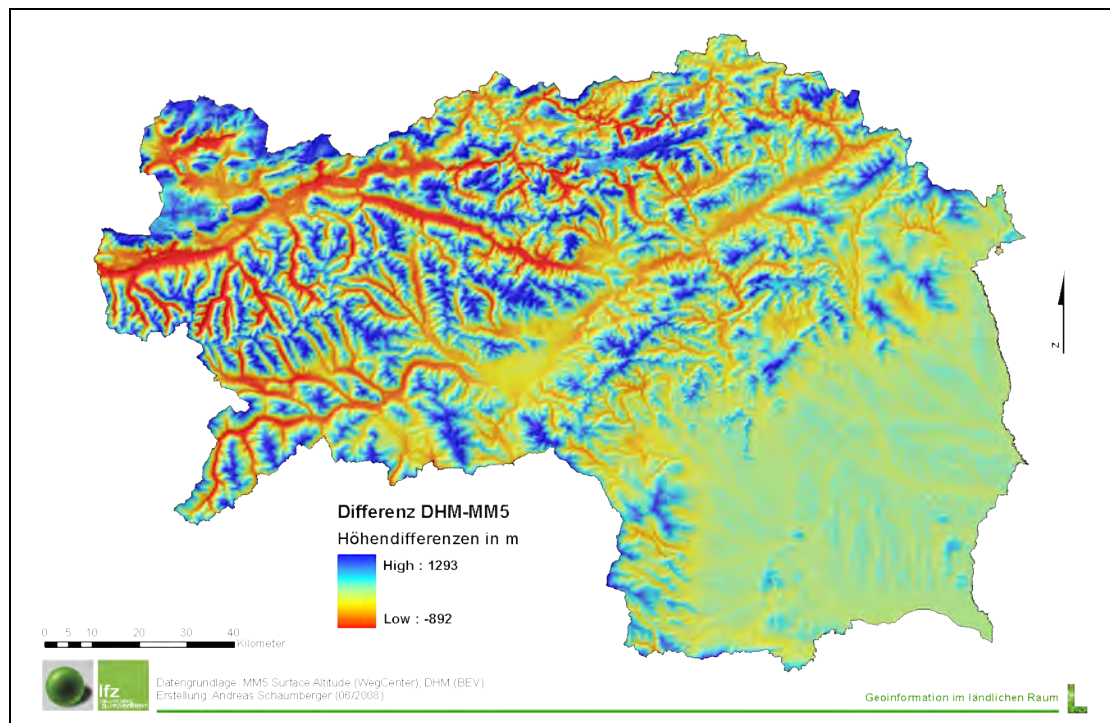 Differenz DHM-MM5
Höhendifferenzen in m
High : 1293
Low : -892
N
0 5 10 20 30 40
Kilometer
lfz
Datengrundlage: MM5 Surface Altitude (WegCenter), DHM (BEV)
Erstellung: Andreas Schaumberger (06/2008)
Geoinformation im ländlichen Raum
L